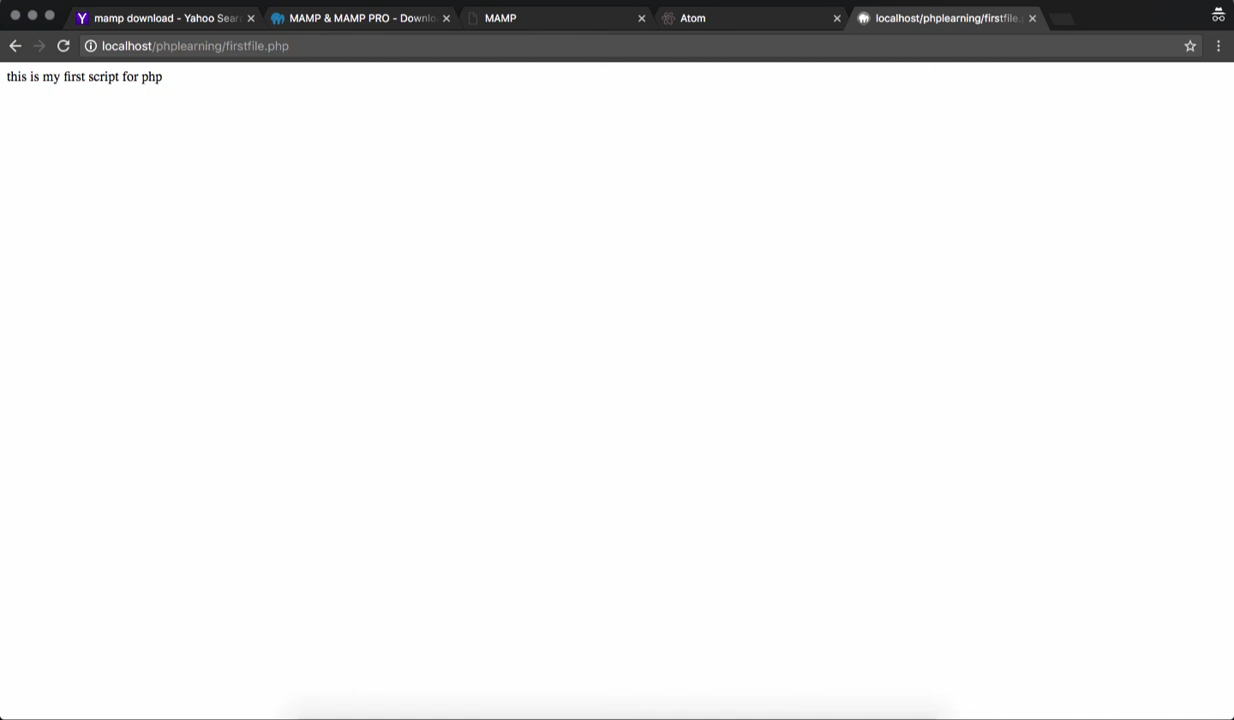 mamp download - Yahoo Sear
MAMP & MAMP PRO - Downlo
MAMP
Atom
localhost/phplearning/firstfile.
localhost/phplearning/firstfile.php
this is my first script for php